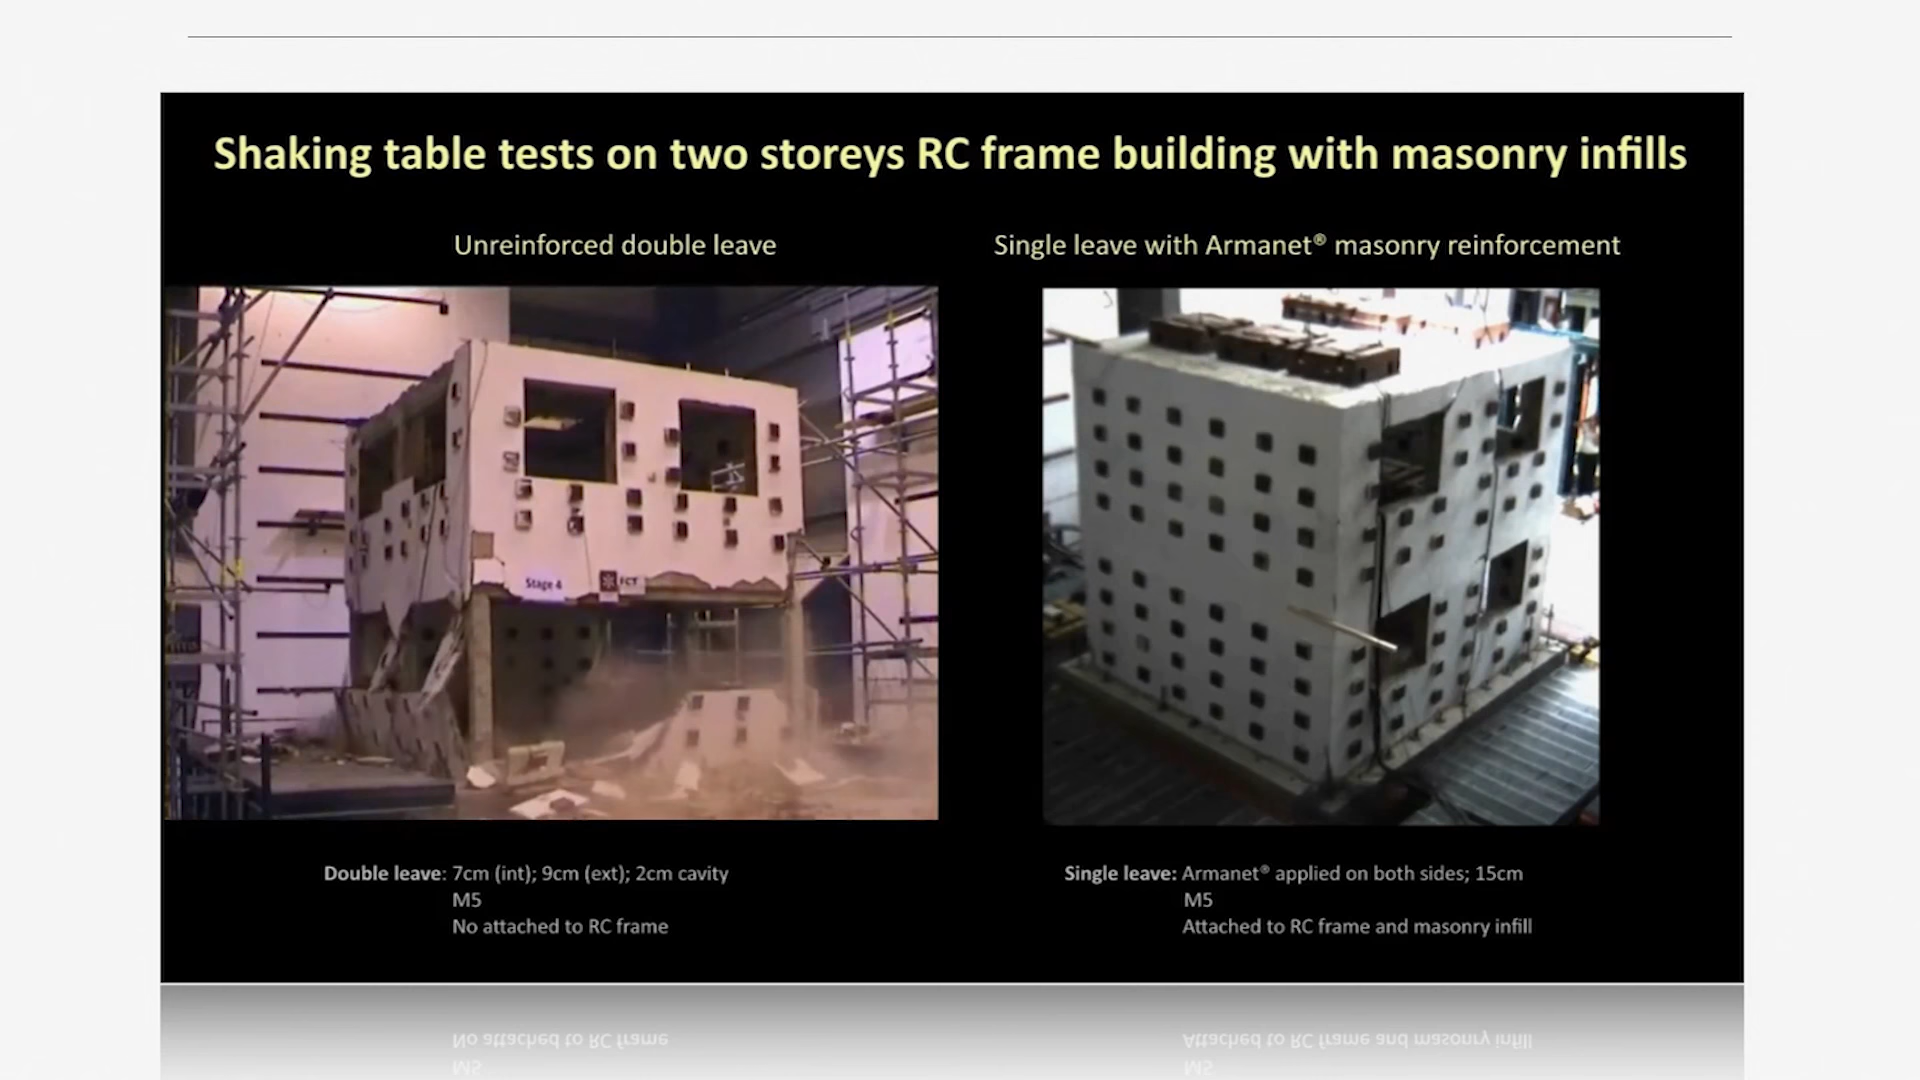 Shaking table tests on two storeys RC frame building with masonry infills
Unreinforced double leave
Single leave with Armanet® masonry reinforcement
Stage 4
FCT
Double leave: 7cm (int); 9cm (ext); 2cm cavity
M5
No attached to RC frame
Single leave: Armanet® applied on both sides; 15cm
M5
Attached to RC frame and masonry infill